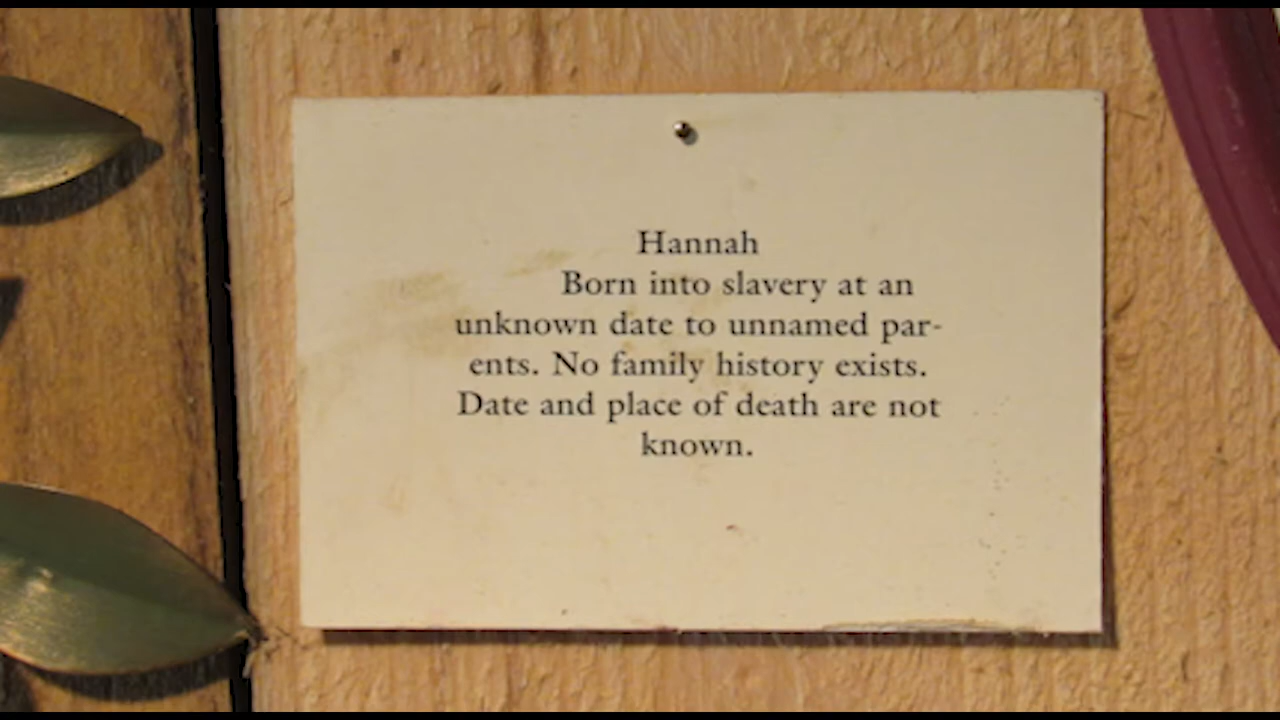 Hannah
Born into slavery at an
unknown date to unnamed par-
ents. No family history exists.
Date and place of death are not
known.